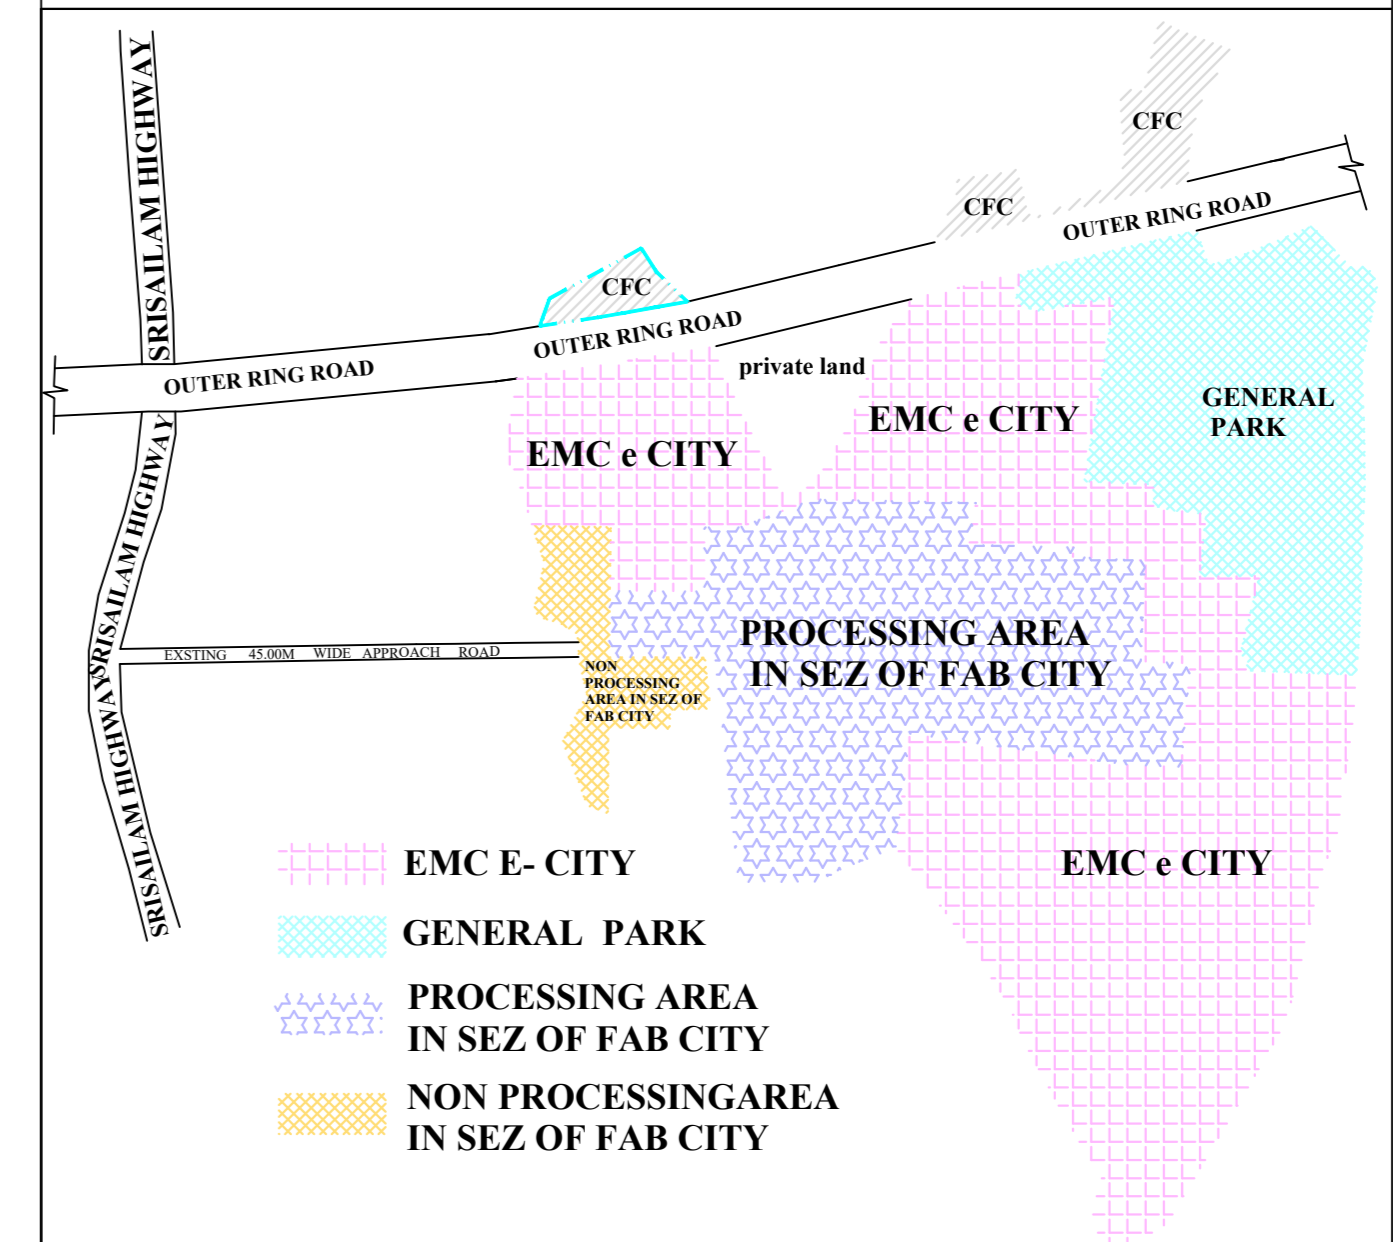 SRISAILAM HIGHWAY
CFC
CFC
OUTER RING ROAD
CFC
OUTER RING ROAD
private land
OUTER RING ROAD
GENERAL
PARK
EMC e CITY
EMC e CITY
SRISAILAM HIGHWAY
PROCESSING AREA
IN SEZ OF FAB CITY
EXSTING 45.00M WIDE APPROACH ROAD
NON
PROCESSING
AREA IN SEZ OF
FAB CITY
SRISAILAM HIGHWAY
EMC E- CITY
EMC e CITY
GENERAL PARK
PROCESSING AREA
IN SEZ OF FAB CITY
NON PROCESSINGAREA
IN SEZ OF FAB CITY